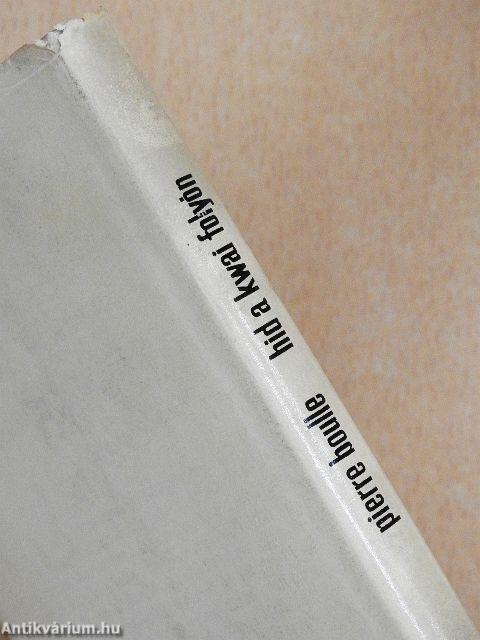 pierre boulle híd a kwai folyón
Antikvárium.hu